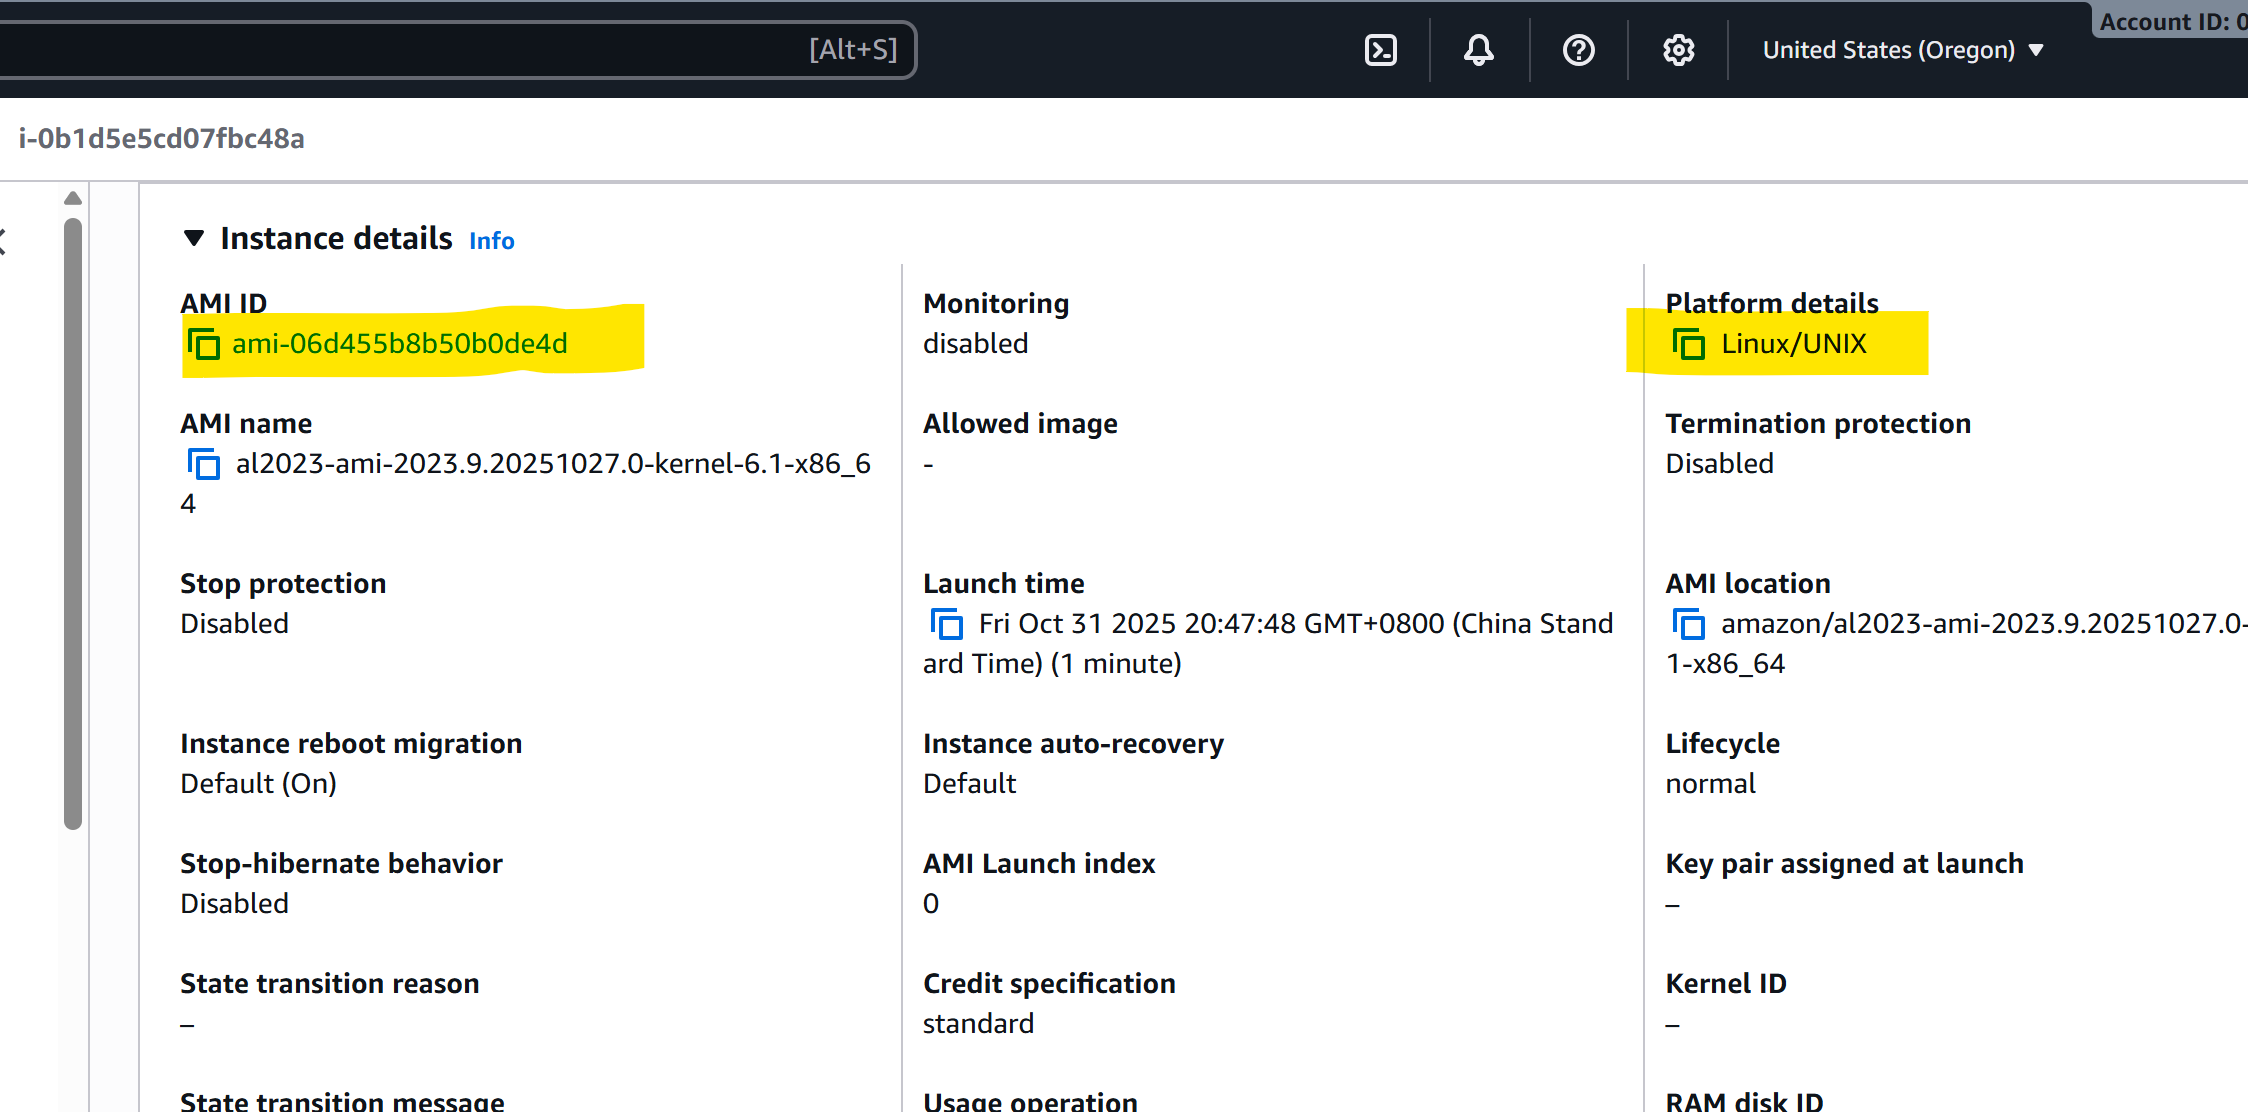 Account ID: 0
[Alt+S]
United States (Oregon)
i-0b1d5e5cd07fbc48a
Instance details Info
AMI ID
ami-06d455b8b50b0de4d
Monitoring
disabled
Platform details
Linux/UNIX
AMI name
al2023-ami-2023.9.20251027.0-kernel-6.1-x86_6
4
Allowed image
-
Termination protection
Disabled
Stop protection
Disabled
Launch time
Fri Oct 31 2025 20:47:48 GMT+0800 (China Stand
ard Time) (1 minute)
AMI location
amazon/al2023-ami-2023.9.20251027.0-
1-x86_64
Instance reboot migration
Default (On)
Instance auto-recovery
Default
Lifecycle
normal
Stop-hibernate behavior
Disabled
AMI Launch index
0
Key pair assigned at launch
–
State transition reason
–
Credit specification
standard
Kernel ID
–
State transition message
Usage operation
RAM disk ID